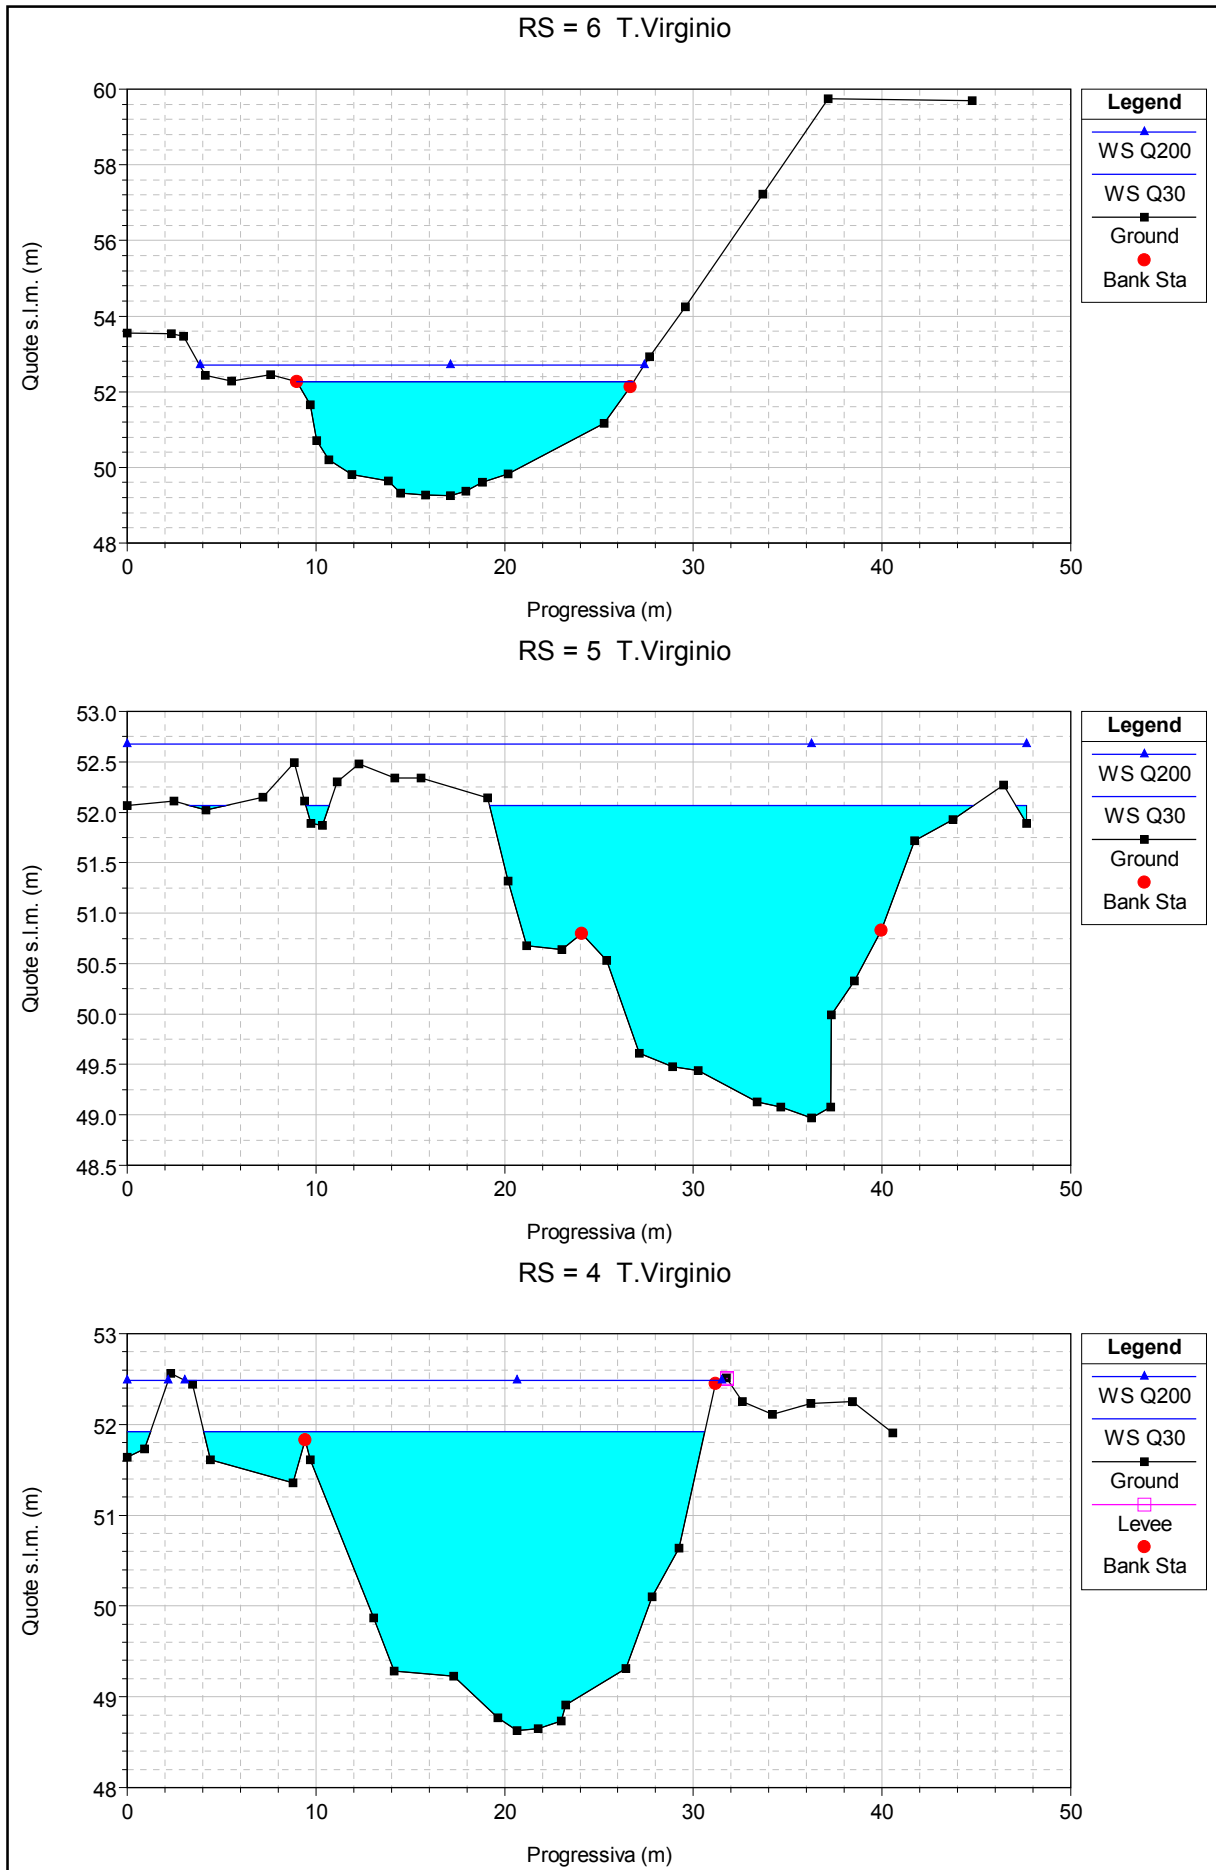 RS = 6 T.Virginio
60
58
56
54
52
50
48
Quote s.l.m. (m)
0 10 20 30 40 50
Progressiva (m)
Legend
WS Q200
WS Q30
Ground
Bank Sta
RS = 5 T.Virginio
53.0
52.5
52.0
51.5
51.0
50.5
50.0
49.5
49.0
48.5
Quote s.l.m. (m)
0 10 20 30 40 50
Progressiva (m)
Legend
WS Q200
WS Q30
Ground
Bank Sta
RS = 4 T.Virginio
53
52
51
50
49
48
Quote s.l.m. (m)
0 10 20 30 40 50
Progressiva (m)
Legend
WS Q200
WS Q30
Ground
Levee
Bank Sta